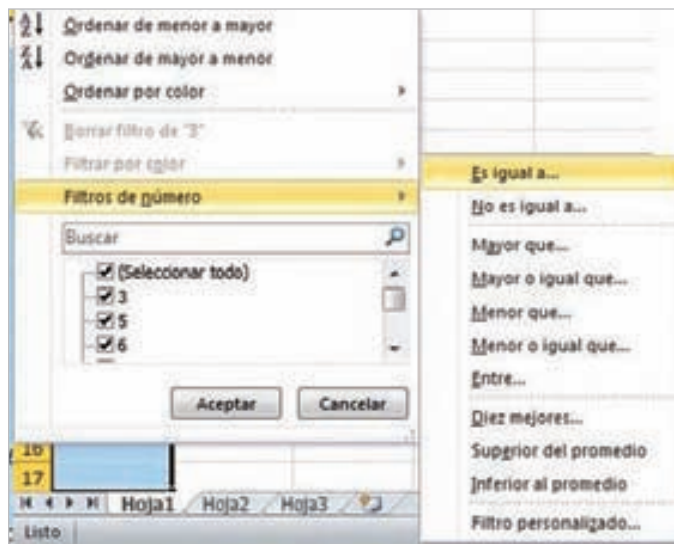 Ordenar de menor a mayor
Ordenar de mayor a menor
Ordenar por color
Borrar filtro de "3"
Filtrar por color
Filtros de número
Buscar
(Seleccionar todo)
3
5
6
Aceptar Cancelar
Es igual a...
No es igual a...
Mayor que...
Mayor o igual que...
Menor que...
Menor o igual que...
Entre...
Diez mejores...
Superior del promedio
Inferior al promedio
Filtro personalizado...
16
17
Hoja1 Hoja2 Hoja3
Listo